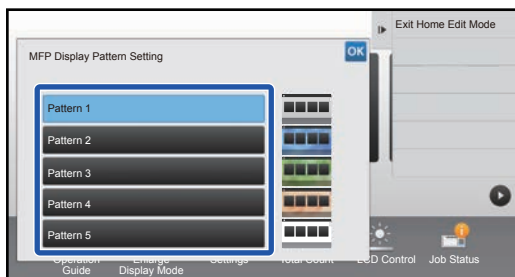 Exit Home Edit Mode
MFP Display Pattern Setting
OK
Pattern 1
Pattern 2
Pattern 3
Pattern 4
Pattern 5
Operation
Guide
Enlarge
Display Mode
Settings
Total Count
LCD Control
Job Status